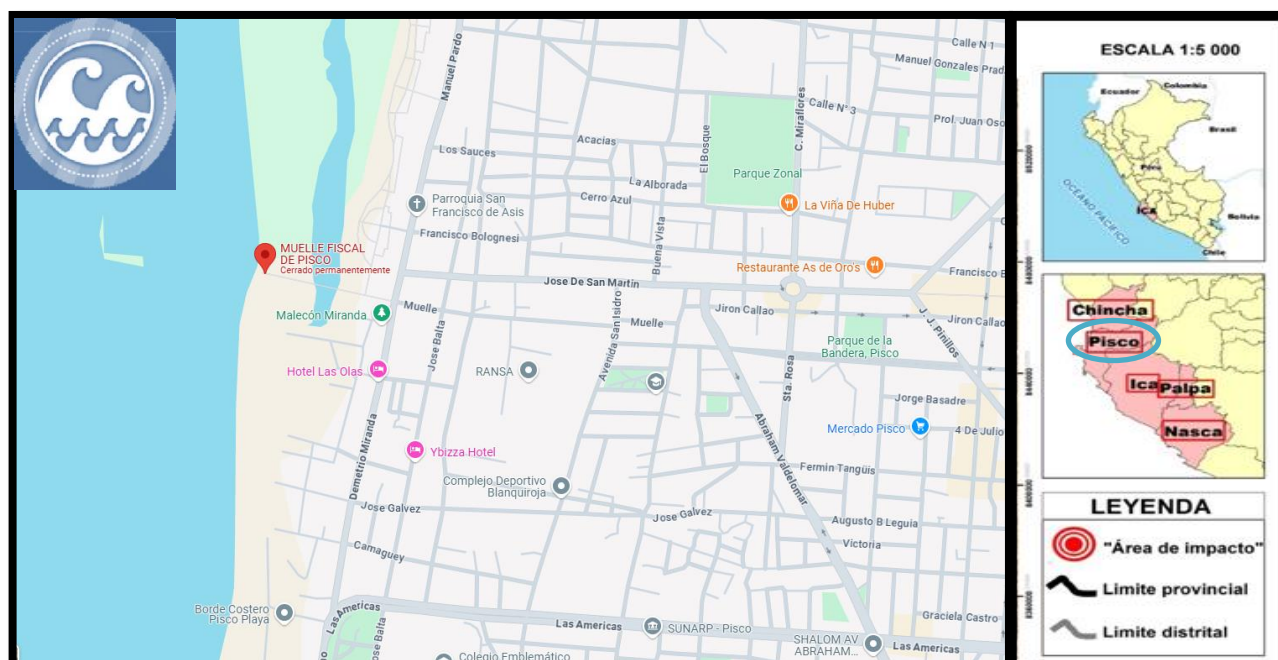 Calle N 1
Manuel Gonzales Prad
Manuel Pardo
Calle N° 3
C. Miraflores
Prol. Juan Oso
El Bosque
Acacias
Los Sauces
Parque Zonal
La Alborada
Cerro Azul
Parroquia San
Francisco de Asis
La Viña De Huber
Buena Vista
Francisco Bolognesi
MUELLE FISCAL
DE PISCO
Cerrado permanentemente
Restaurante As de Oro's
Francisco B
Jose De San Martin
Malecón Miranda
Muelle
Jiron Callao
Jiron Callao
Muelle
Avenida San Isidro
J. J. Pinillos
Jose Balta
Parque de la
Bandera, Pisco
Hotel Las Olas
RANSA
Sta. Rosa
Jorge Basadre
Mercado Pisco
4 De Julio
Abraham Valdelomar
Ybizza Hotel
Demetrio Miranda
Fermin Tangüis
Complejo Deportivo
Blanquiroja
Jose Galvez
Jose Galvez
Augusto B Leguia
Victoria
Camaguey
Borde Costero
Pisco Playa
Las Americas
Graciela Castro
Las Americas
SUNARP - Pisco
SHALOM AV
ABRAHAM...
Las Americas
Jose Balta
Colegio Emblemático
ESCALA 1:5 000
Ecuador
Colombia
Brasil
Perú
OCEANO PACÍFICO
ICA
Bolivia
Chile
Chincha
Pisco
Ica
Palpa
Nasca
LEYENDA
"Área de impacto"
Limite provincial
Limite distrital